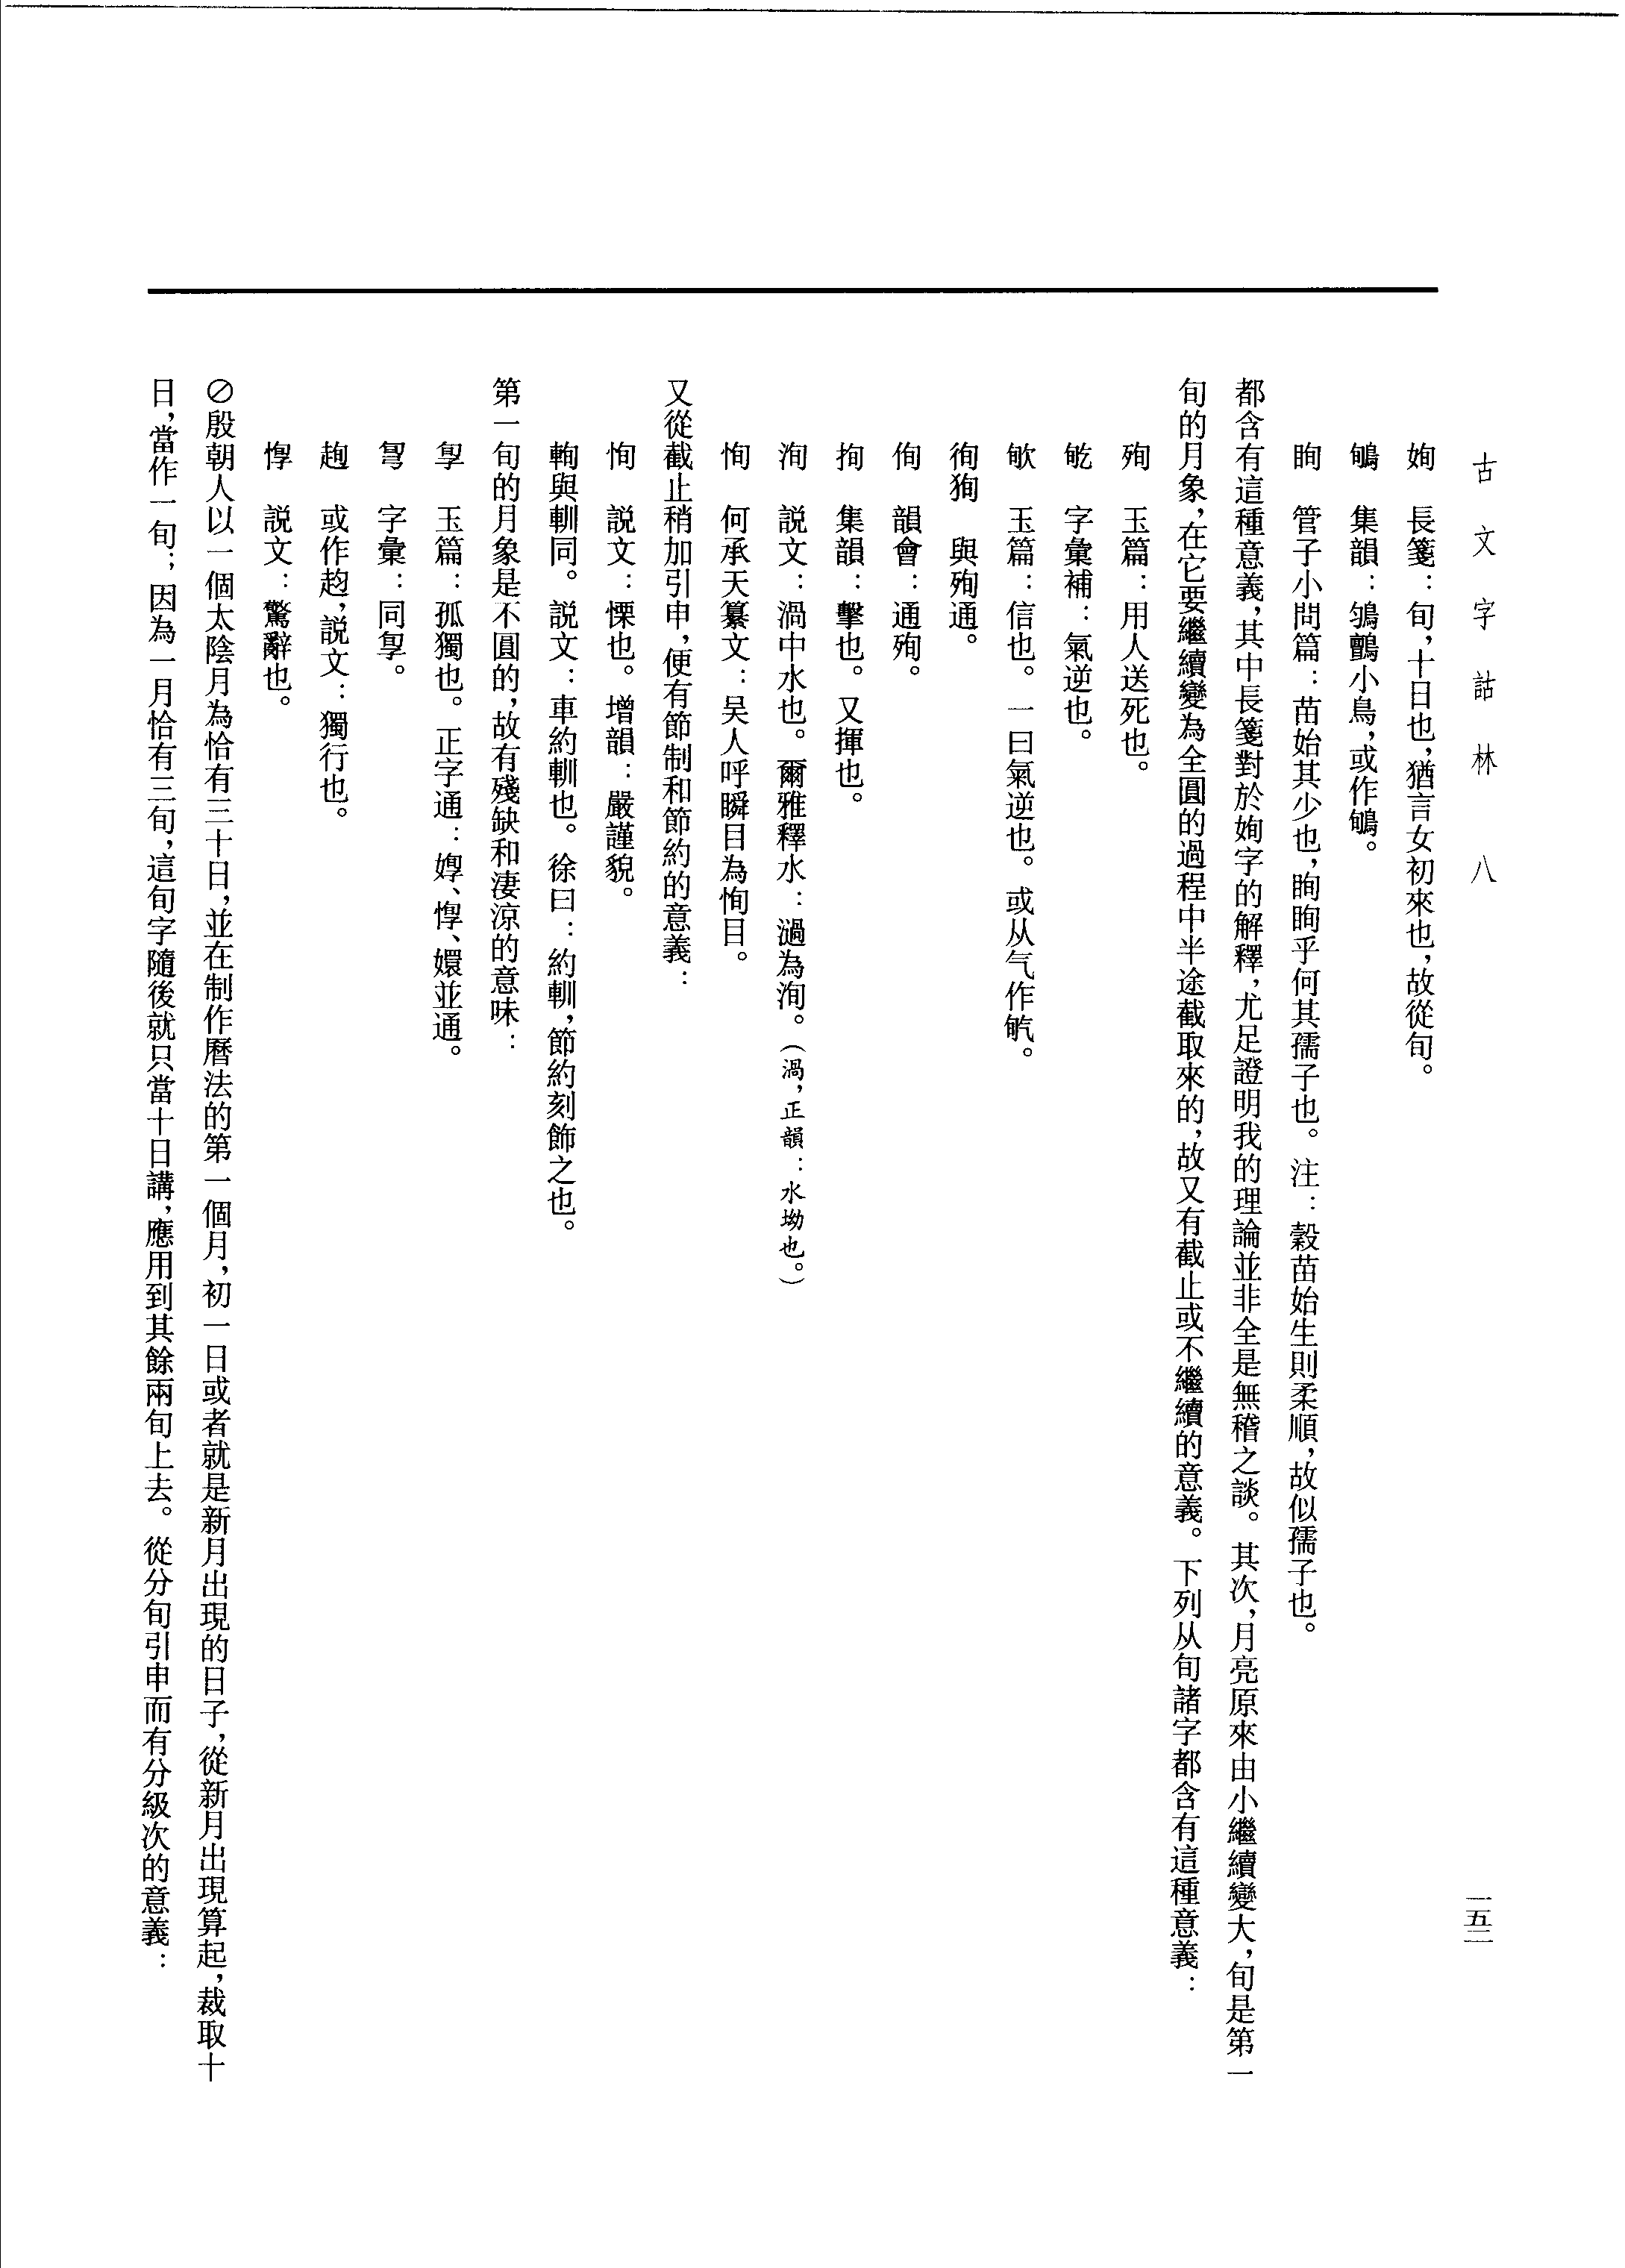 古文字詁林 八
一五二
姰 長箋：旬，十日也，猶言女初來也，故從旬。
鴝 集韻：鴝鸜小鳥，或作鴝。
眴 管子小問篇：苗始其少也，眴眴乎何其孺子也。注：穀苗始生則柔順，故似孺子也。
都含有這種意義，其中長箋對於姰字的解釋，尤足證明我的理論並非全是無稽之談。其次，月亮原來由小繼續變大，旬是第一
旬的月象，在它要繼續變為全圓的過程中半途截取來的，故又有截止或不繼續的意義。下列从旬諸字都含有這種意義：
殉 玉篇：用人送死也。
字彙補：氣逆也。
玉篇：信也。一曰氣逆也。或从气作
徇狥 與殉通。
侚 韻會：通殉。
拘 集韻：擊也。又揮也。
洵 說文：渦中水也。爾雅釋水：濄為洵。（渦，正韻：水坳也。）
恂 何承天纂文：吴人呼瞬目為恂目。
又從截止稍加引申，便有節制和節約的意義：
恂 說文：慄也。增韻：嚴謹貌。
軥與軐同。説文：車約軐也。徐曰：約軐，節約刻飾之也。
第一旬的月象是不圓的，故有殘缺和淒涼的意味：
玉篇：孤獨也。正字通：嬛並通。
字彙：同
趜 或作赹，説文：獨行也。
惸 説文：驚辭也。
⊘殷朝人以一個太陰月為恰有三十日，並在制作曆法的第一個月，初一日或者就是新月出現的日子，從新月出現算起，裁取十
日，當作一旬；因為一月恰有三旬，這旬字隨後就只當十日講，應用到其餘兩旬上去。從分旬引申而有分級次的意義：